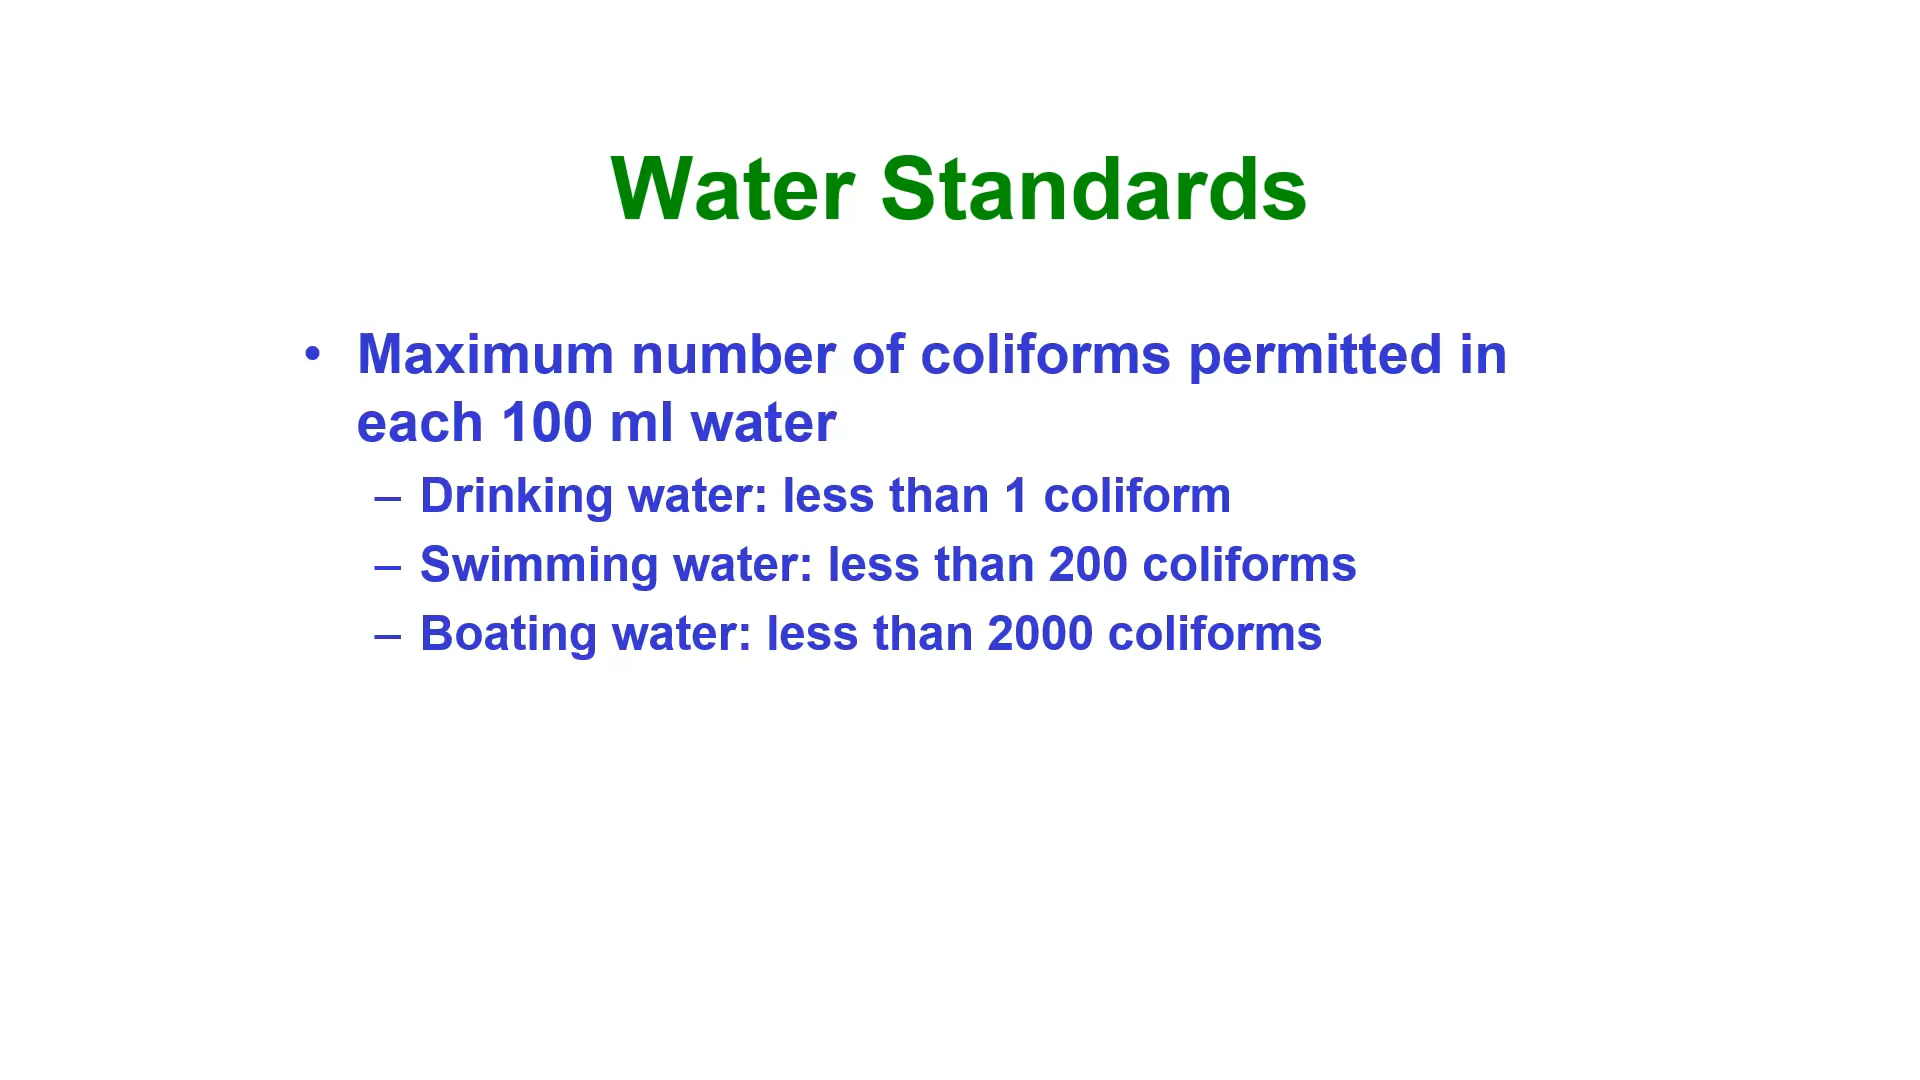 Water Standards
• Maximum number of coliforms permitted in
each 100 ml water
– Drinking water: less than 1 coliform
– Swimming water: less than 200 coliforms
– Boating water: less than 2000 coliforms